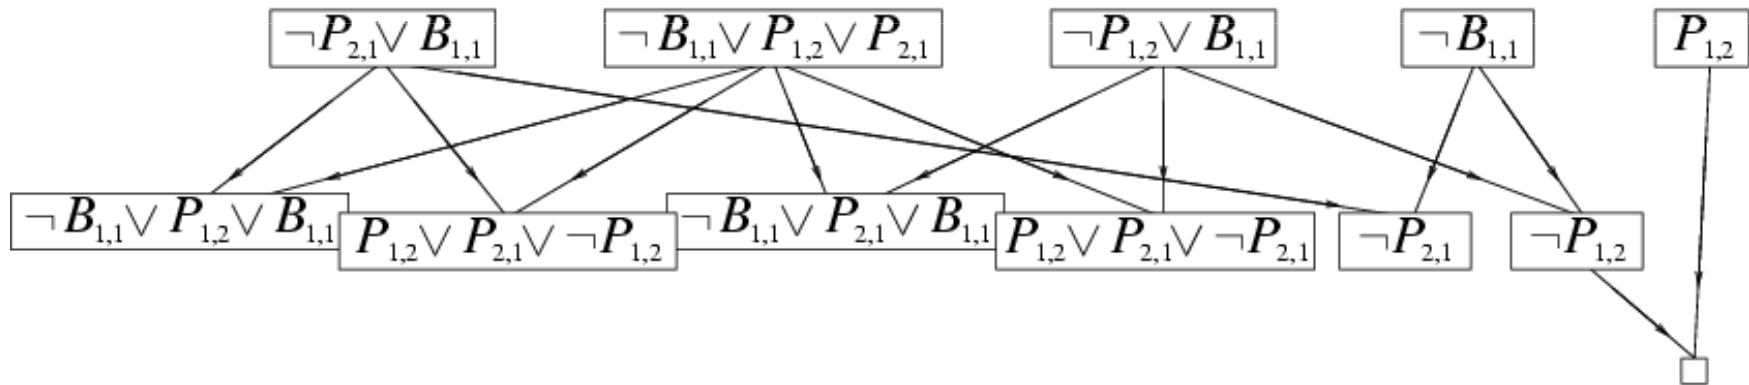 ¬P₂,₁ ∨ B₁,₁
¬B₁,₁ ∨ P₁,₂ ∨ P₂,₁
¬P₁,₂ ∨ B₁,₁
¬B₁,₁
P₁,₂
¬B₁,₁ ∨ P₁,₂ ∨ B₁,₁
P₁,₂ ∨ P₂,₁ ∨ ¬P₁,₂
¬B₁,₁ ∨ P₂,₁ ∨ B₁,₁
P₁,₂ ∨ P₂,₁ ∨ ¬P₂,₁
¬P₂,₁
¬P₁,₂